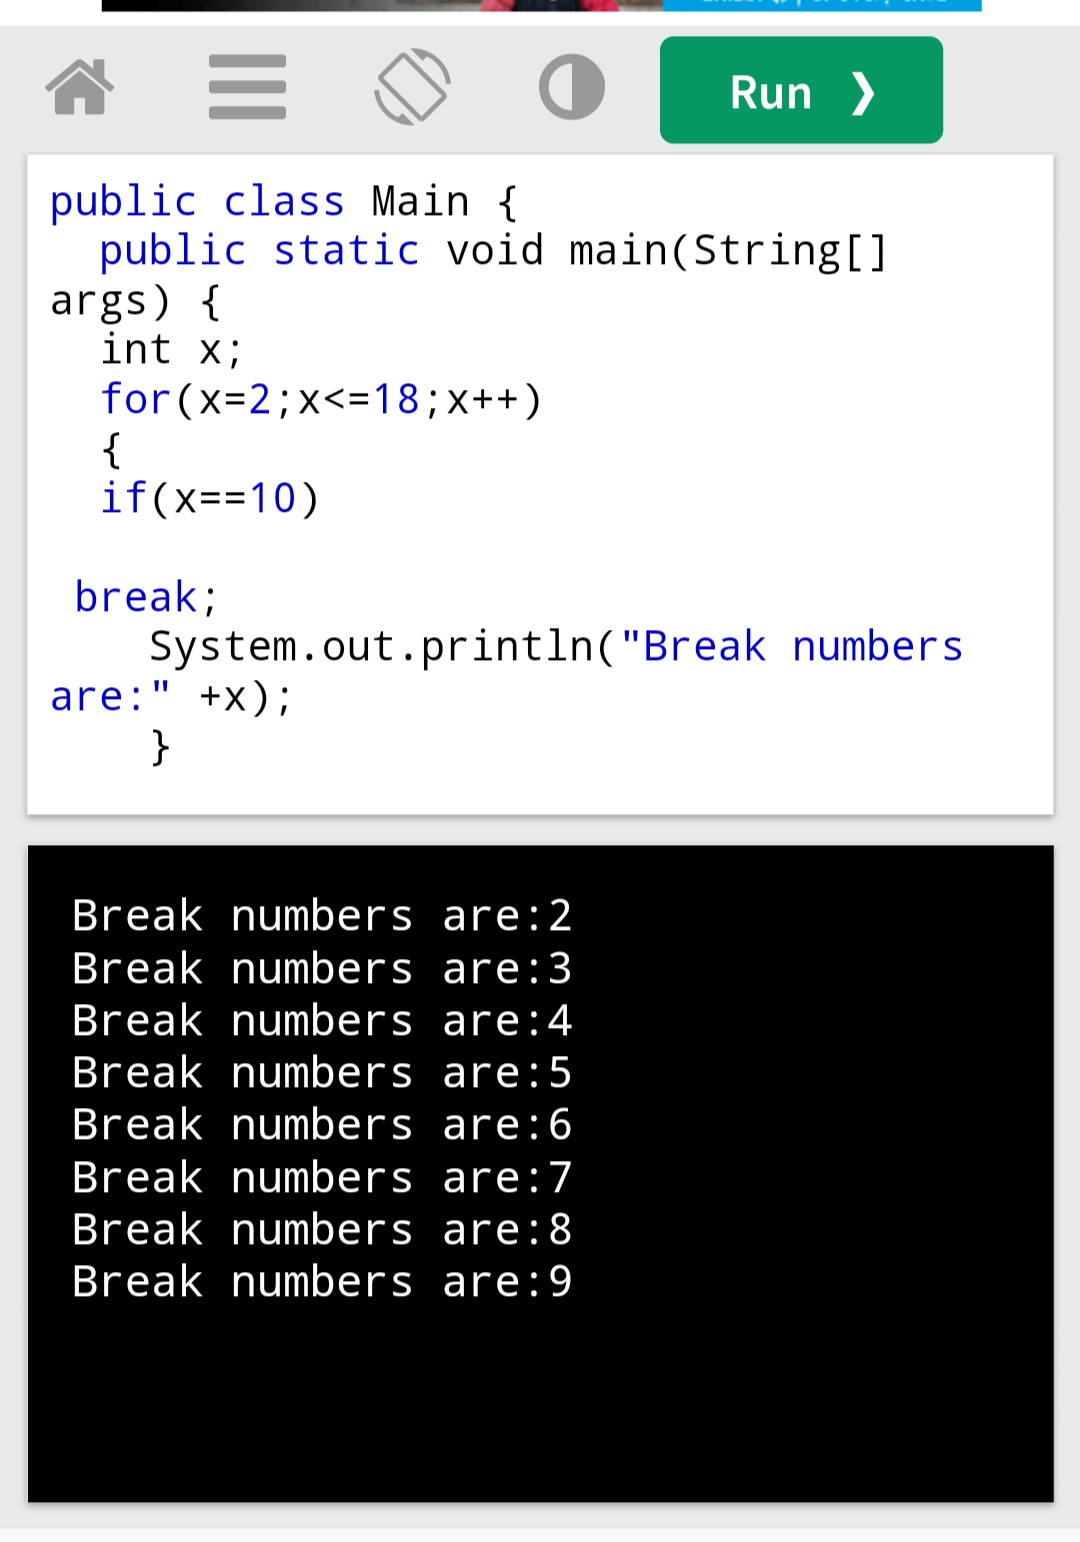 Run ❯
public class Main {
public static void main(String[]
args) {
int x;
for(x=2;x<=18;x++)
{
if(x==10)
break;
System.out.println("Break numbers
are:" +x);
}
Break numbers are:2
Break numbers are:3
Break numbers are:4
Break numbers are:5
Break numbers are:6
Break numbers are:7
Break numbers are:8
Break numbers are:9